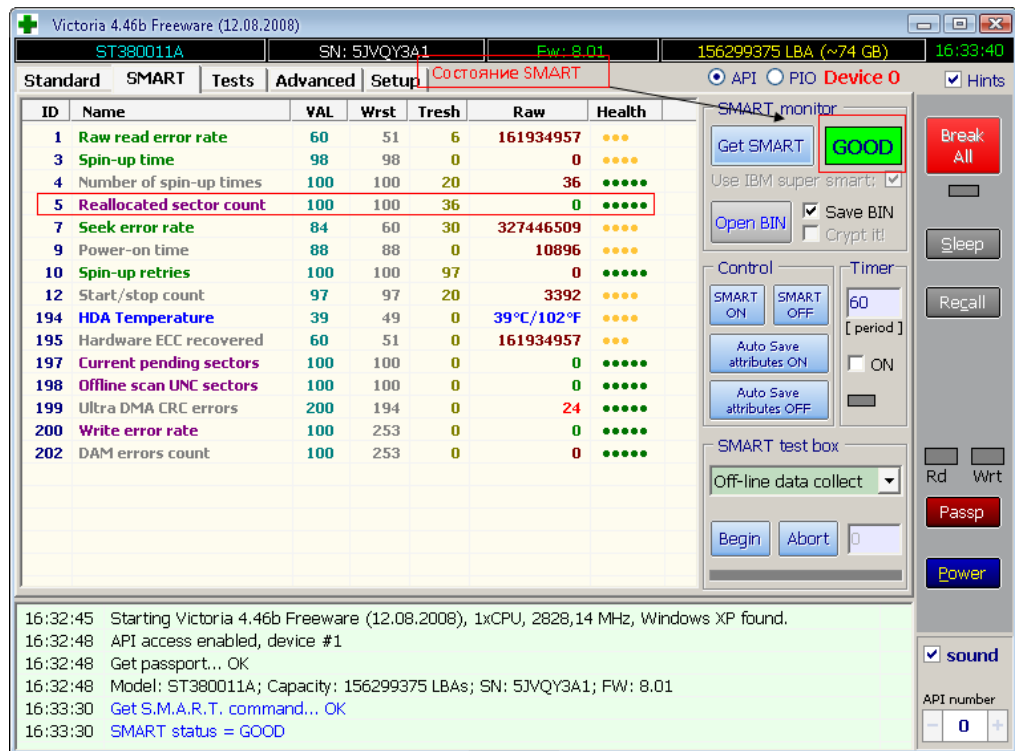 Victoria 4.46b Freeware (12.08.2008)
ST380011A SN: 5JVQY3A1 Fw: 8.01 156299375 LBA (~74 GB) 16:33:40
Standard SMART Tests Advanced Setup Состояние SMART API PIO Device 0 Hints
ID Name VAL Wrst Tresh Raw Health
1 Raw read error rate 60 51 6 161934957
3 Spin-up time 98 98 0 0
4 Number of spin-up times 100 100 20 36
5 Reallocated sector count 100 100 36 0
7 Seek error rate 84 60 30 327446509
9 Power-on time 88 88 0 10896
10 Spin-up retries 100 100 97 0
12 Start/stop count 97 97 20 3392
194 HDA Temperature 39 49 0 39°C/102°F
195 Hardware ECC recovered 60 51 0 161934957
197 Current pending sectors 100 100 0 0
198 Offline scan UNC sectors 100 100 0 0
199 Ultra DMA CRC errors 200 194 0 24
200 Write error rate 100 253 0 0
202 DAM errors count 100 253 0 0
SMART monitor
Get SMART GOOD
Use IBM super smart:
Open BIN Save BIN
Crypt it!
Control Timer
SMART ON SMART OFF 60
[ period ]
Auto Save attributes ON ON
Auto Save attributes OFF
SMART test box
Off-line data collect
Begin Abort 0
Break All
Sleep
Recall
Rd Wrt
Passp
Power
16:32:45 Starting Victoria 4.46b Freeware (12.08.2008), 1xCPU, 2828,14 MHz, Windows XP found.
16:32:48 API access enabled, device #1
16:32:48 Get passport... OK
16:32:48 Model: ST380011A; Capacity: 156299375 LBAs; SN: 5JVQY3A1; FW: 8.01
16:33:30 Get S.M.A.R.T. command... OK
16:33:30 SMART status = GOOD
sound
API number
- 0 +